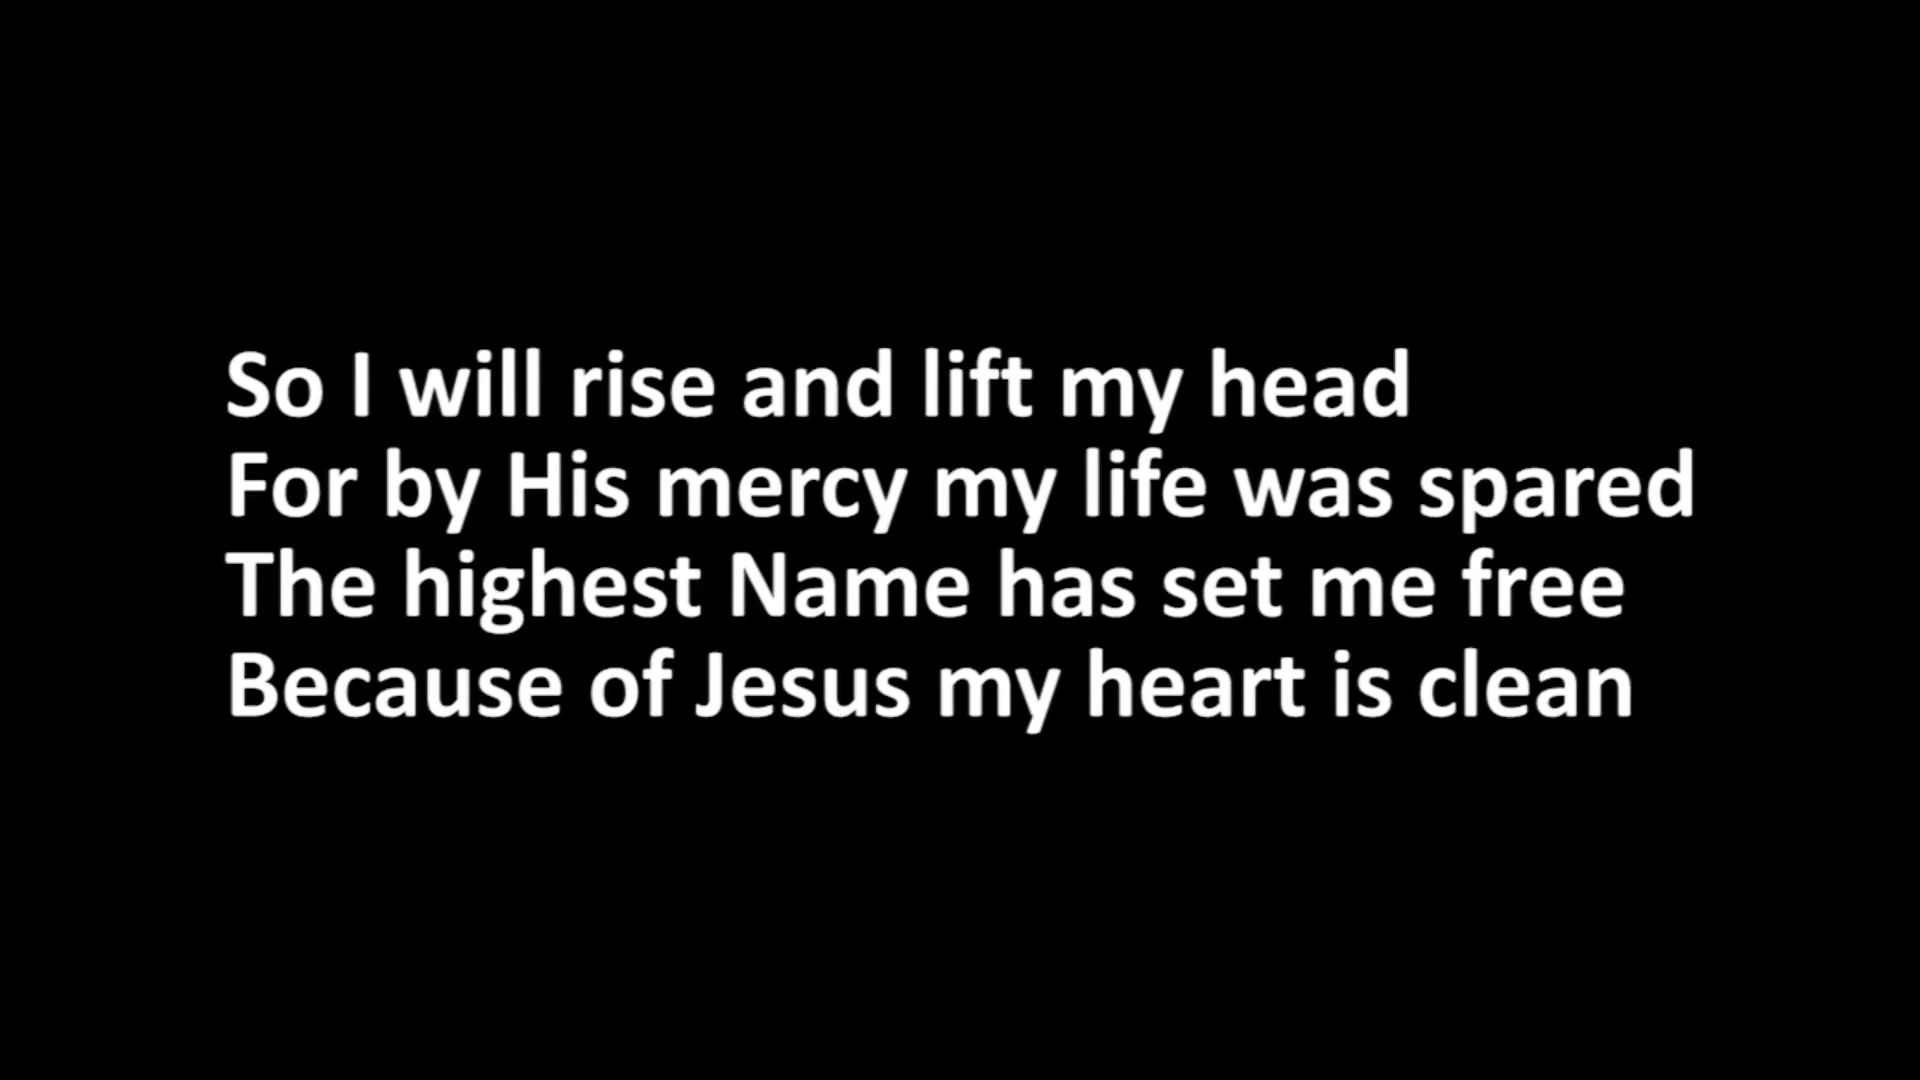 So I will rise and lift my head
For by His mercy my life was spared
The highest Name has set me free
Because of Jesus my heart is clean